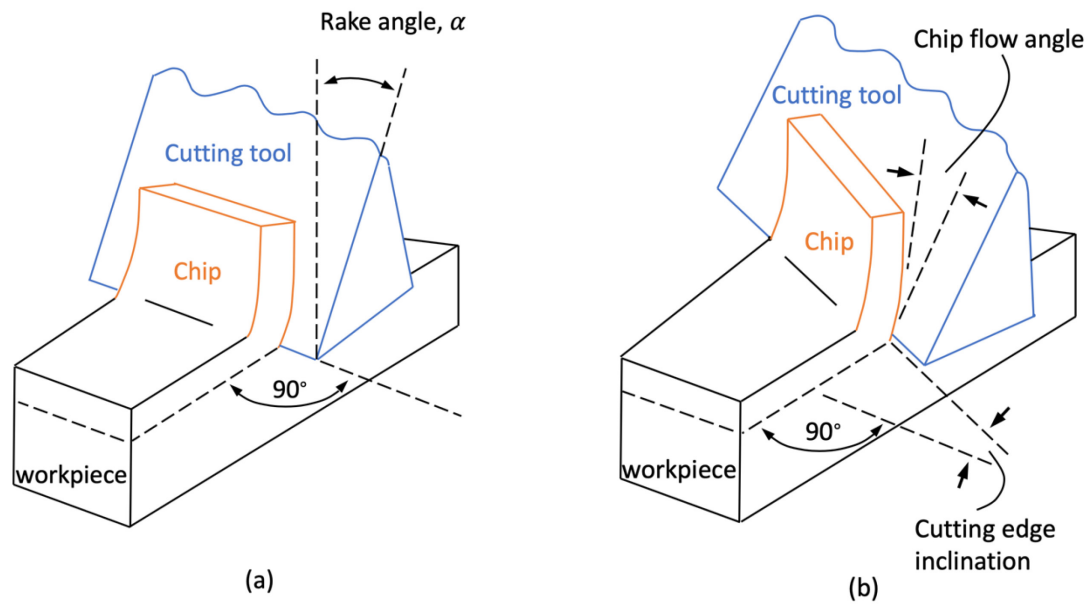 Rake angle, α
Cutting tool
Chip
90°
workpiece
(a)
Chip flow angle
Cutting tool
Chip
90°
workpiece
Cutting edge
inclination
(b)